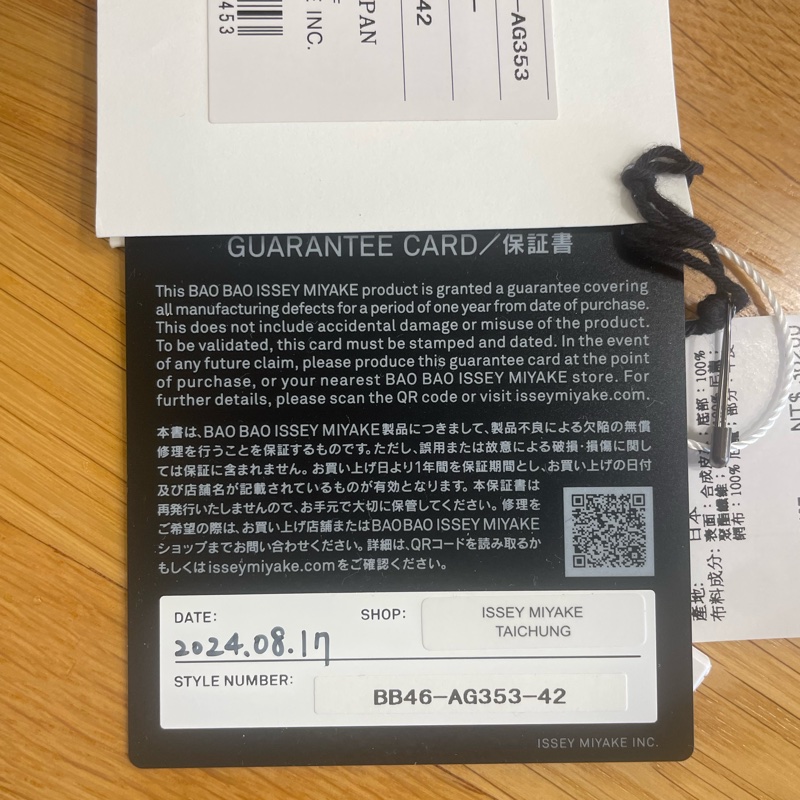 -AG353
42
PAN
INC.
453
GUARANTEE CARD/保証書
This BAO BAO ISSEY MIYAKE product is granted a guarantee covering
all manufacturing defects for a period of one year from date of purchase.
This does not include accidental damage or misuse of the product.
To be validated, this card must be stamped and dated. In the event
of any future claim, please produce this guarantee card at the point
of purchase, or your nearest BAO BAO ISSEY MIYAKE store. For
further details, please scan the QR code or visit isseymiyake.com.
本書は、BAO BAO ISSEY MIYAKE製品につきまして、製品不良による欠陥の無償
修理を行うことを保証するものです。ただし、誤用または故意による破損・損傷に関し
ては保証に含まれません。お買い上げ日より1年間を保証期間とし、お買い上げの日付
及び店舗名が記載されているものが有効となります。本保証書は
再発行いたしませんので、お手元で大切に保管してください。修理を
ご希望の際は、お買い上げ店舗またはBAO BAO ISSEY MIYAKE
ショップまでお問い合わせください。詳細は、QRコードを読み取るか
もしくはisseymiyake.comをご確認ください。
DATE:
2024.08.17
SHOP:
ISSEY MIYAKE
TAICHUNG
STYLE NUMBER:
BB46-AG353-42
ISSEY MIYAKE INC.
產地: 日本
布料成分: 表面:合成皮 底部:100%
網布:100% 部分:
NT$